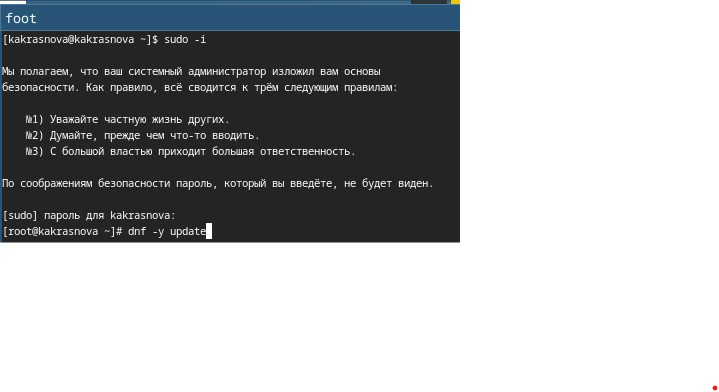 foot
[kakrasnova@kakrasnova ~]$ sudo -i
Мы полагаем, что ваш системный администратор изложил вам основы
безопасности. Как правило, всё сводится к трём следующим правилам:
№1) Уважайте частную жизнь других.
№2) Думайте, прежде чем что-то вводить.
№3) С большой властью приходит большая ответственность.
По соображениям безопасности пароль, который вы введёте, не будет виден.
[sudo] пароль для kakrasnova:
[root@kakrasnova ~]# dnf -y update